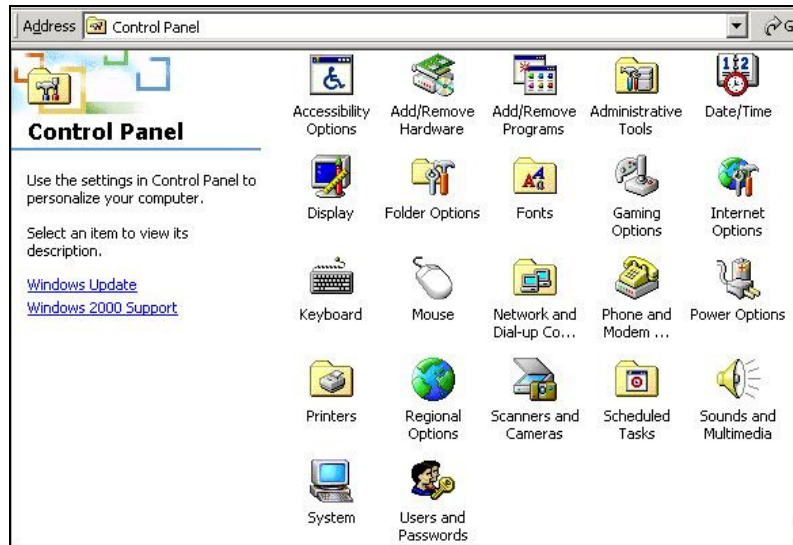 Address Control Panel G
Control Panel
Use the settings in Control Panel to
personalize your computer.
Select an item to view its
description.
Windows Update
Windows 2000 Support
Accessibility
Options
Add/Remove
Hardware
Add/Remove
Programs
Administrative
Tools
Date/Time
Display
Folder Options
Fonts
Gaming
Options
Internet
Options
Keyboard
Mouse
Network and
Dial-up Co...
Phone and
Modem ...
Power Options
Printers
Regional
Options
Scanners and
Cameras
Scheduled
Tasks
Sounds and
Multimedia
System
Users and
Passwords